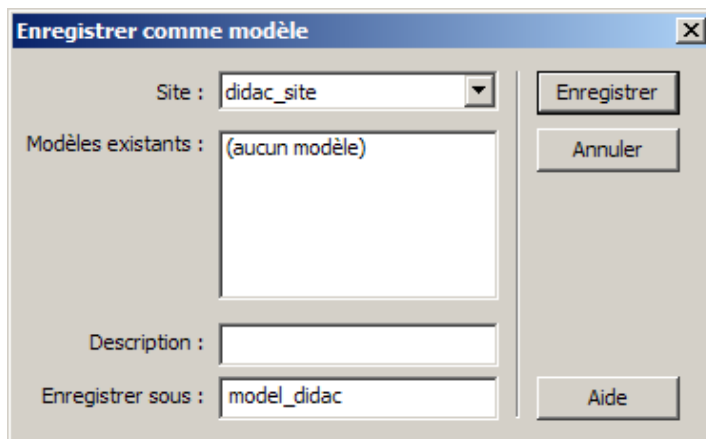 Enregistrer comme modèle
Site : didac_site Enregistrer
Modèles existants : (aucun modèle) Annuler
Description :
Enregistrer sous : model_didac Aide